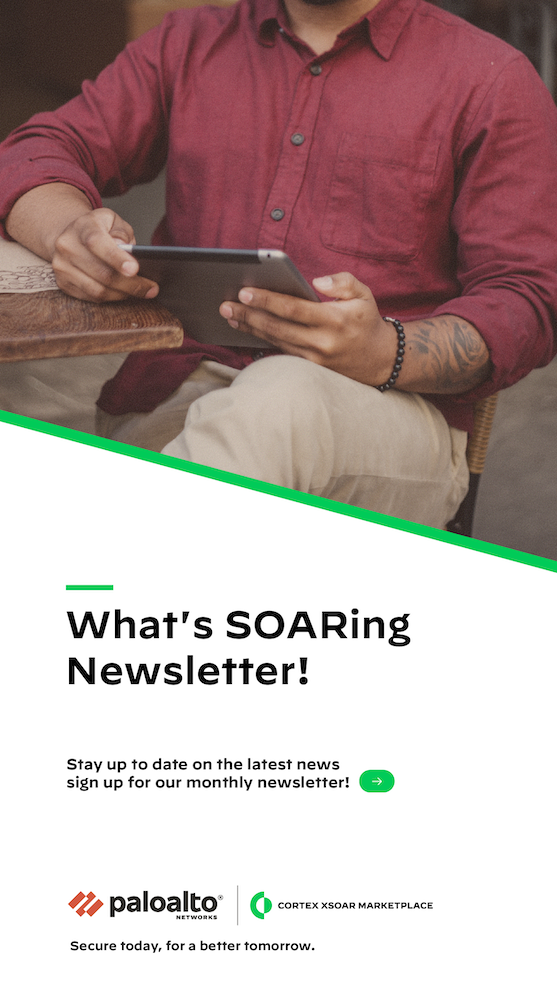 What's SOARing
Newsletter!
Stay up to date on the latest news
sign up for our monthly newsletter!
paloalto®
NETWORKS
CORTEX XSOAR MARKETPLACE
Secure today, for a better tomorrow.